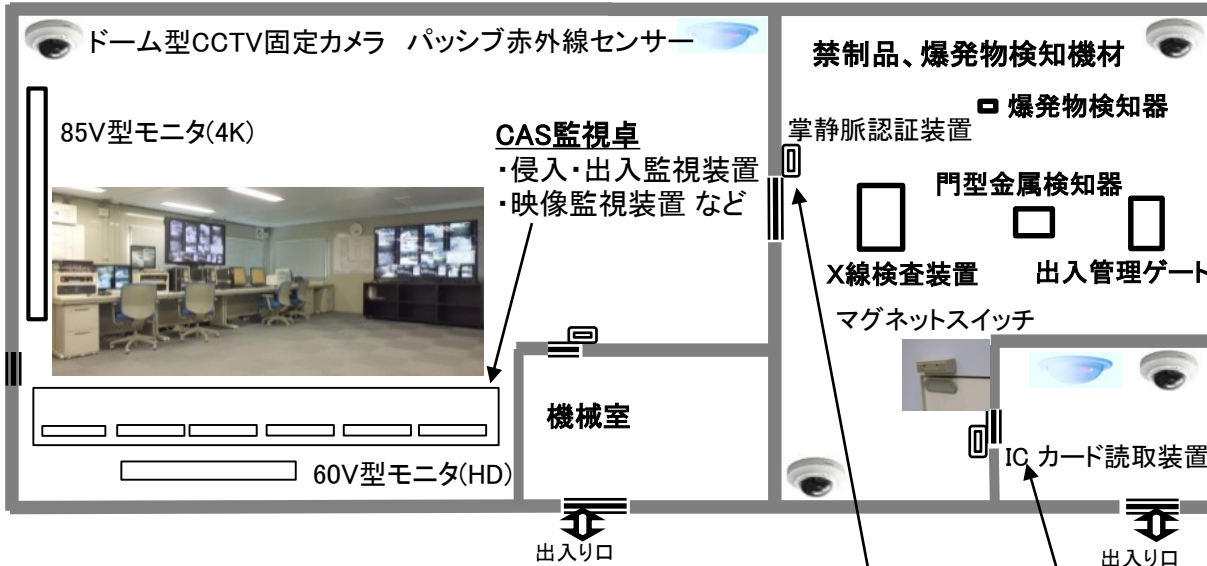 ドーム型CCTV固定カメラ パッシブ赤外線センサー
禁制品、爆発物検知機材
爆発物検知器
85V型モニタ(4K)
CAS監視卓
・侵入・出入監視装置
・映像監視装置 など
掌静脈認証装置
門型金属検知器
X線検査装置
出入管理ゲート
マグネットスイッチ
機械室
IC カード読取装置
60V型モニタ(HD)
出入り口
出入り口